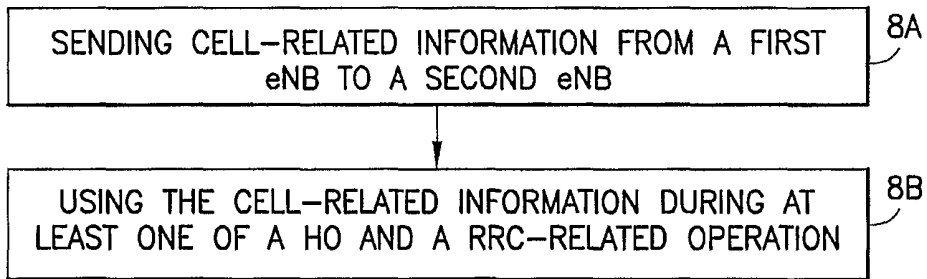 SENDING CELL-RELATED INFORMATION FROM A FIRST
eNB TO A SECOND eNB
8A
USING THE CELL-RELATED INFORMATION DURING AT
LEAST ONE OF A HO AND A RRC-RELATED OPERATION
8B